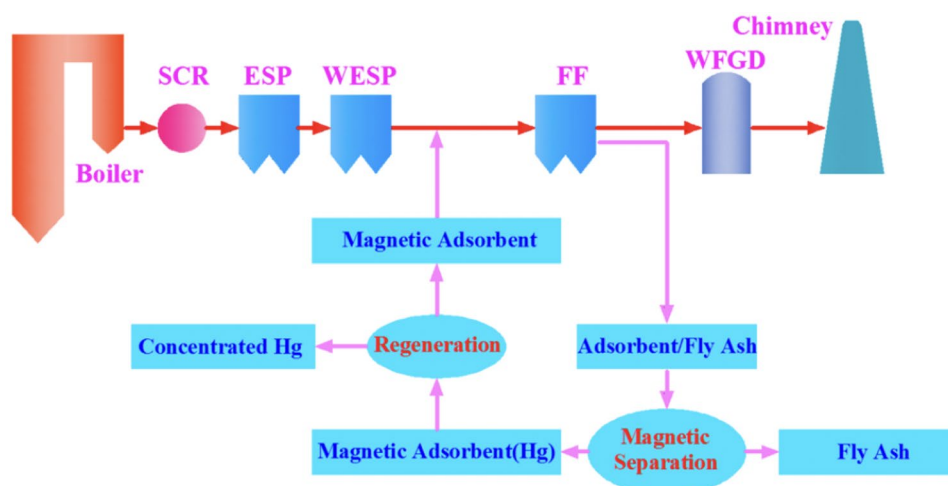 Chimney
SCR
ESP
WESP
FF
WFGD
Boiler
Magnetic Adsorbent
Concentrated Hg
Regeneration
Adsorbent/Fly Ash
Magnetic Adsorbent(Hg)
Magnetic
Separation
Fly Ash